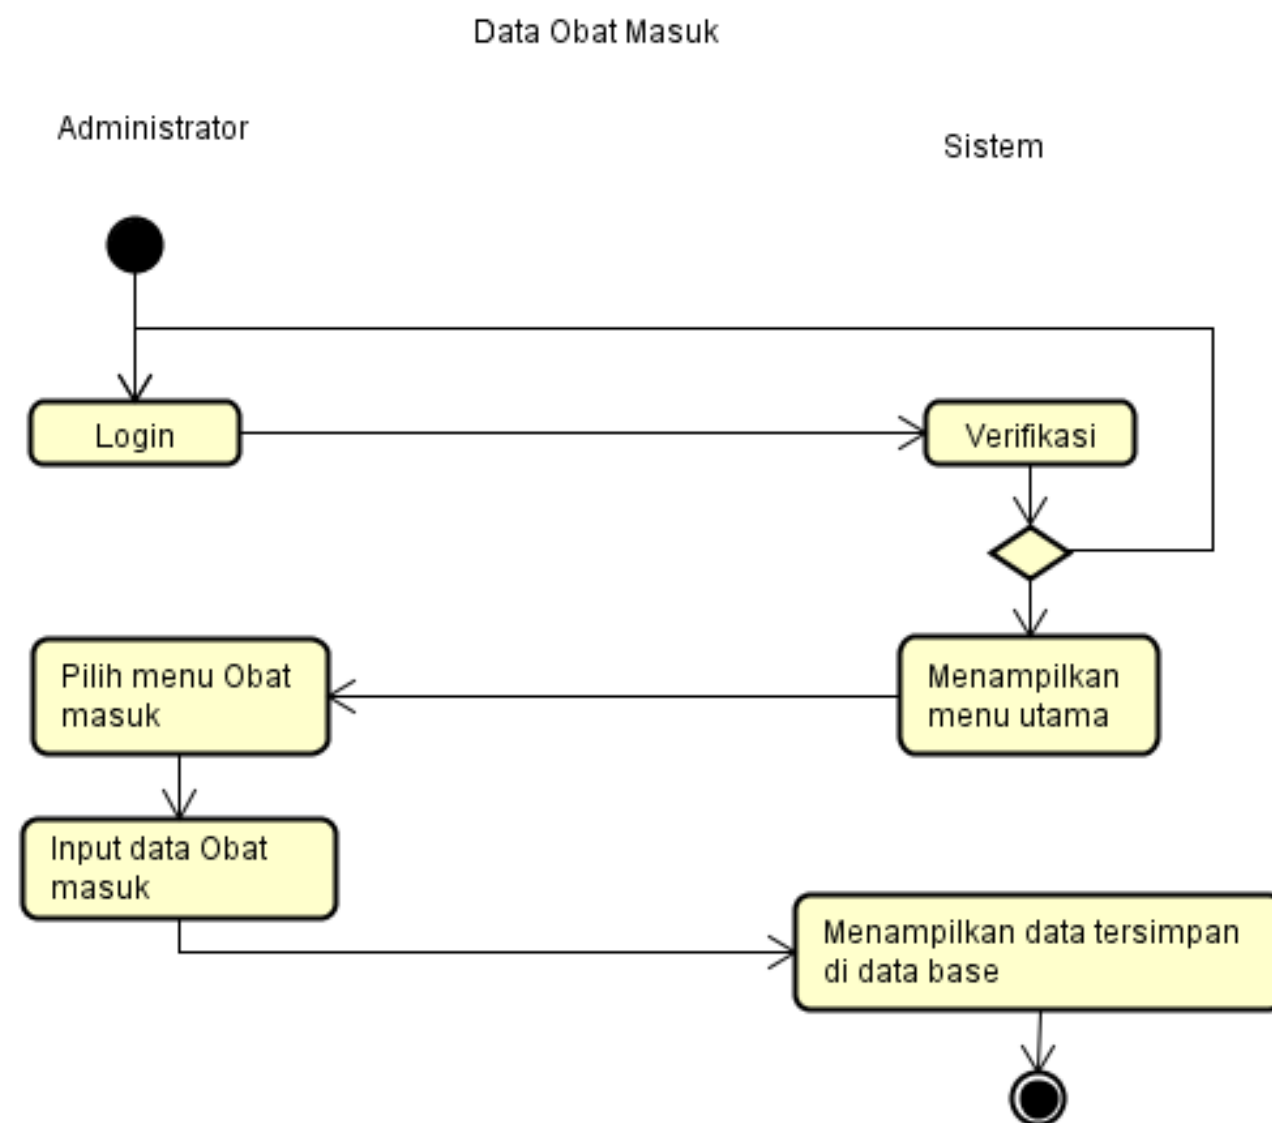 Data Obat Masuk
Administrator
Sistem
Login
Verifikasi
Menampilkan
menu utama
Pilih menu Obat
masuk
Input data Obat
masuk
Menampilkan data tersimpan
di data base